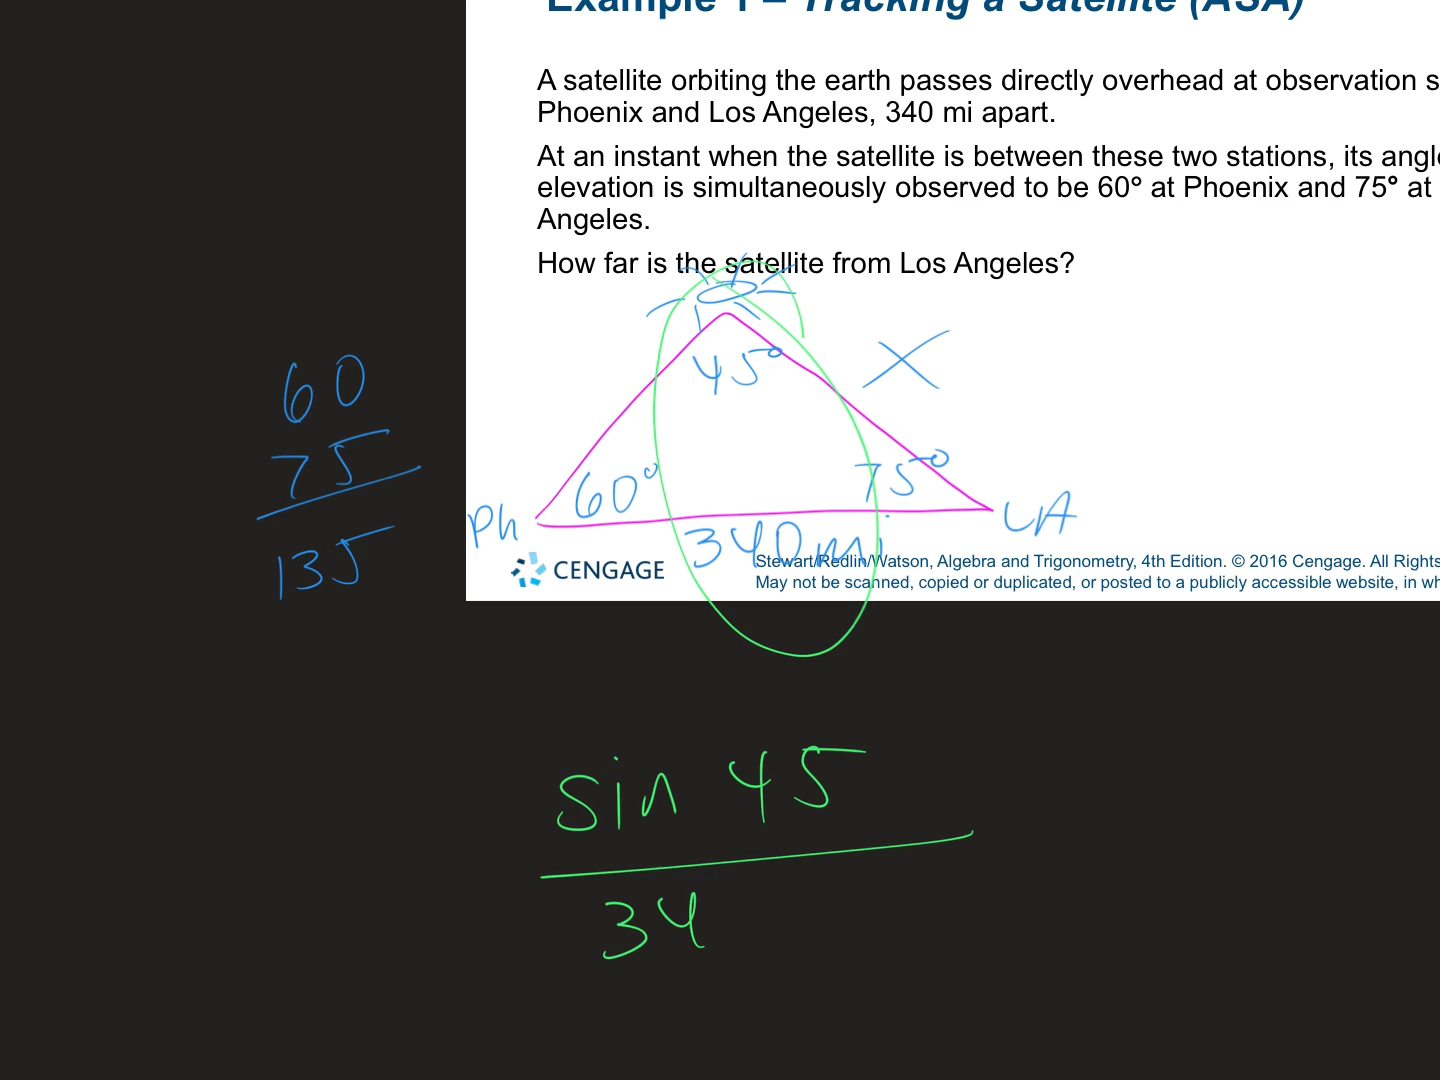 Example 1 – Tracking a Satellite (ASA)
A satellite orbiting the earth passes directly overhead at observation s
Phoenix and Los Angeles, 340 mi apart.
At an instant when the satellite is between these two stations, its angl
elevation is simultaneously observed to be 60° at Phoenix and 75° at
Angeles.
How far is the satellite from Los Angeles?
45°
X
60
75
135
60°
75°
Ph
LA
340 mi
CENGAGE
Stewart/Redlin/Watson, Algebra and Trigonometry, 4th Edition. © 2016 Cengage. All Rights
May not be scanned, copied or duplicated, or posted to a publicly accessible website, in wh
sin 45
34